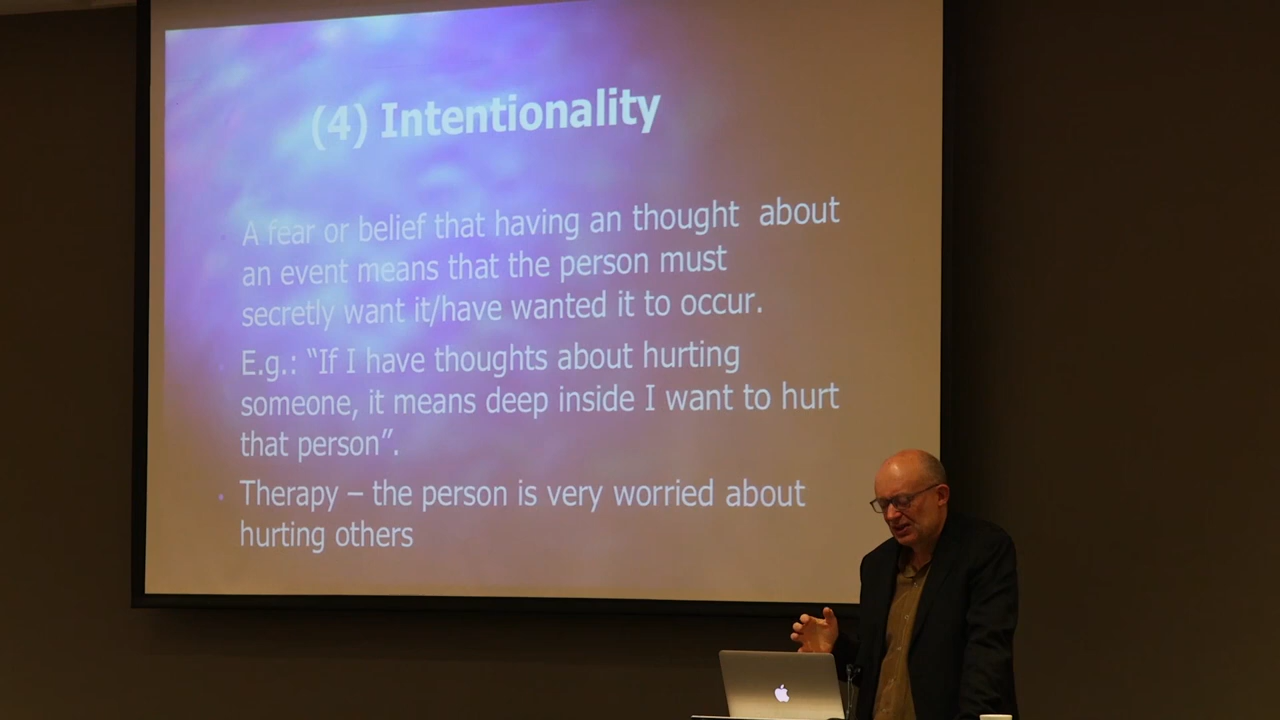 (4) Intentionality
A fear or belief that having an thought about
an event means that the person must
secretly want it/have wanted it to occur.
E.g.: “If I have thoughts about hurting
someone, it means deep inside I want to hurt
that person”.
Therapy – the person is very worried about
hurting others